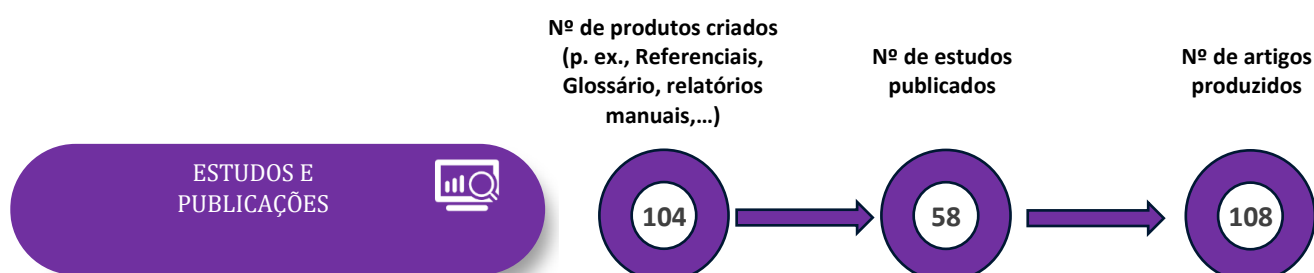 Nº de produtos criados
(p. ex., Referenciais,
Glossário, relatórios
manuais,...)
Nº de estudos
publicados
Nº de artigos
produzidos
ESTUDOS E
PUBLICAÇÕES
104
58
108